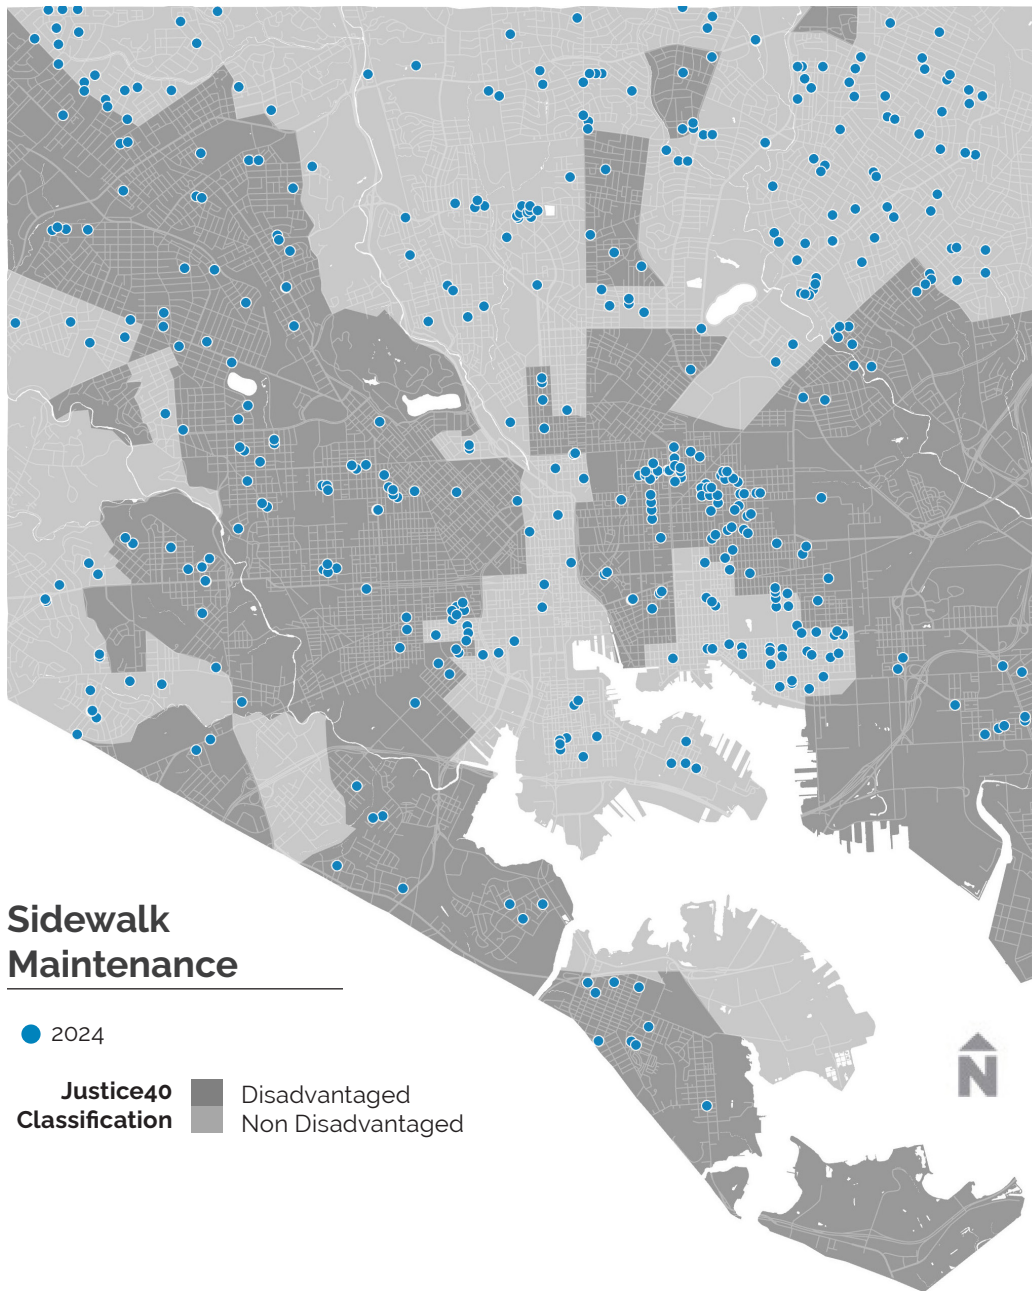 Sidewalk
Maintenance
2024
Justice40
Classification
Disadvantaged
Non Disadvantaged
N